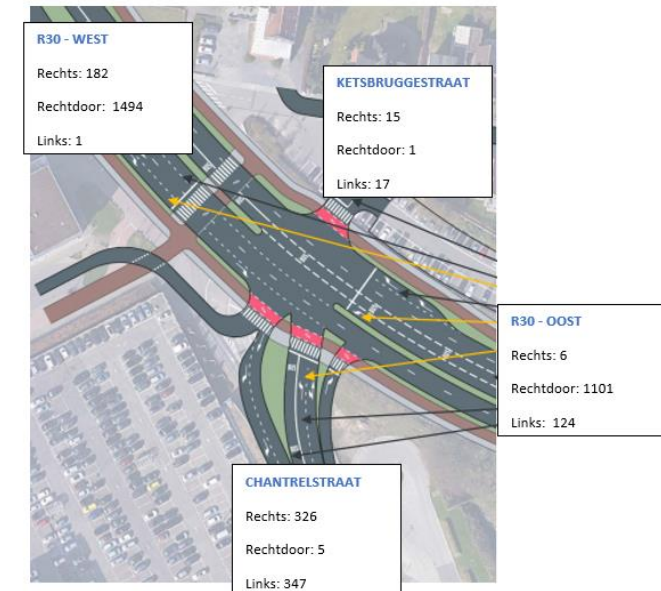 R30 - WEST
Rechts: 182
Rechtdoor: 1494
Links: 1
KETSBRUGGESTRAAT
Rechts: 15
Rechtdoor: 1
Links: 17
R30 - OOST
Rechts: 6
Rechtdoor: 1101
Links: 124
CHANTRELSTRAAT
Rechts: 326
Rechtdoor: 5
Links: 347